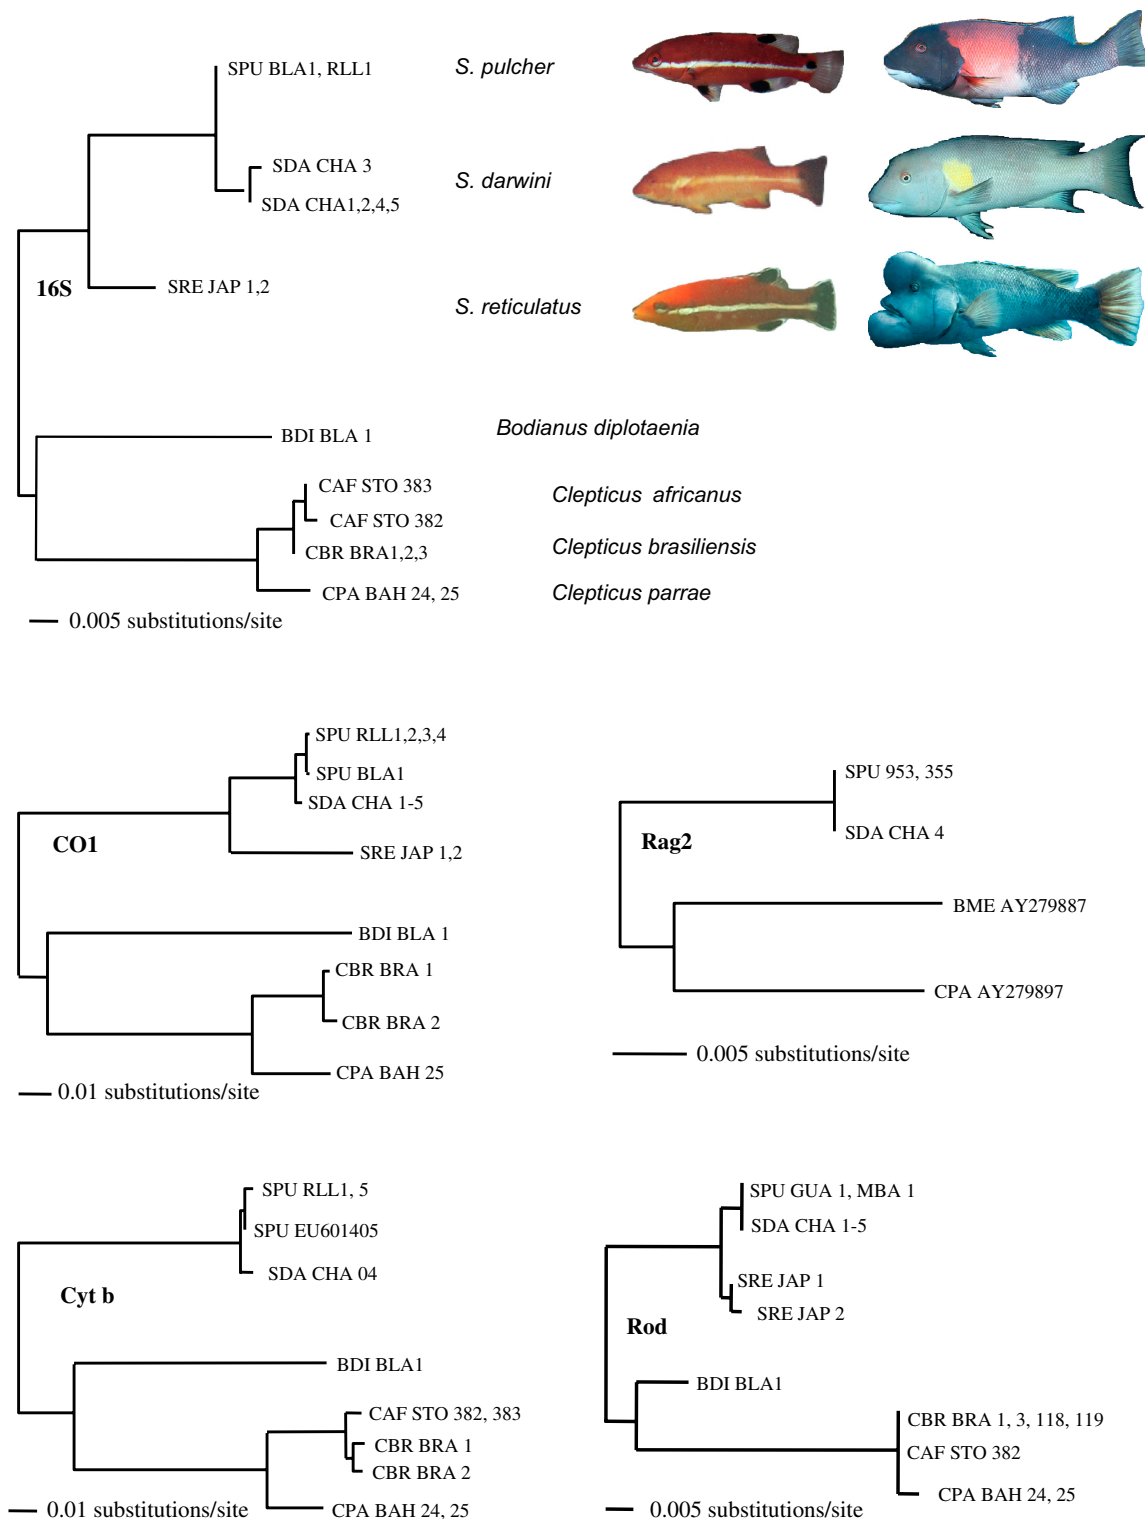 SPU BLA1, RLL1
S. pulcher
SDA CHA 3
S. darwini
SDA CHA1,2,4,5
16S
SRE JAP 1,2
S. reticulatus
BDI BLA 1
Bodianus diplotaenia
CAF STO 383
Clepticus africanus
CAF STO 382
CBR BRA1,2,3
Clepticus brasiliensis
CPA BAH 24, 25
Clepticus parrae
0.005 substitutions/site
SPU RLL1,2,3,4
SPU BLA1
SDA CHA 1-5
CO1
SRE JAP 1,2
BDI BLA 1
CBR BRA 1
CBR BRA 2
CPA BAH 25
0.01 substitutions/site
SPU 953, 355
SDA CHA 4
Rag2
BME AY279887
CPA AY279897
0.005 substitutions/site
SPU RLL1, 5
SPU EU601405
SDA CHA 04
Cyt b
BDI BLA1
CAF STO 382, 383
CBR BRA 1
CBR BRA 2
CPA BAH 24, 25
0.01 substitutions/site
SPU GUA 1, MBA 1
SDA CHA 1-5
SRE JAP 1
SRE JAP 2
Rod
BDI BLA1
CBR BRA 1, 3, 118, 119
CAF STO 382
CPA BAH 24, 25
0.005 substitutions/site